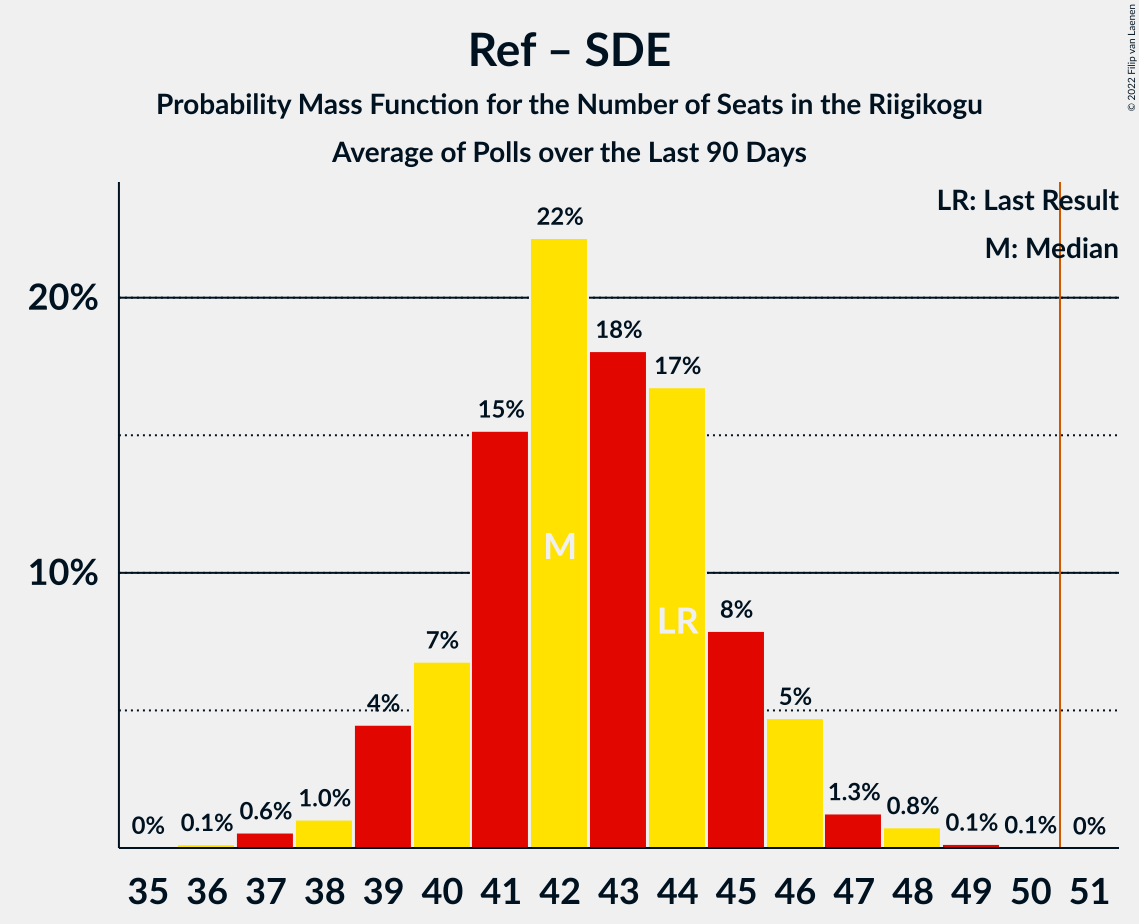 Ref – SDE
Probability Mass Function for the Number of Seats in the Riigikogu
Average of Polls over the Last 90 Days
© 2022 Filip van Laenen
LR: Last Result
M: Median
20%
10%
0% 0.1% 0.6% 1.0% 4% 7% 15% 22% 18% 17% 8% 5% 1.3% 0.8% 0.1% 0.1% 0%
M
LR
35 36 37 38 39 40 41 42 43 44 45 46 47 48 49 50 51